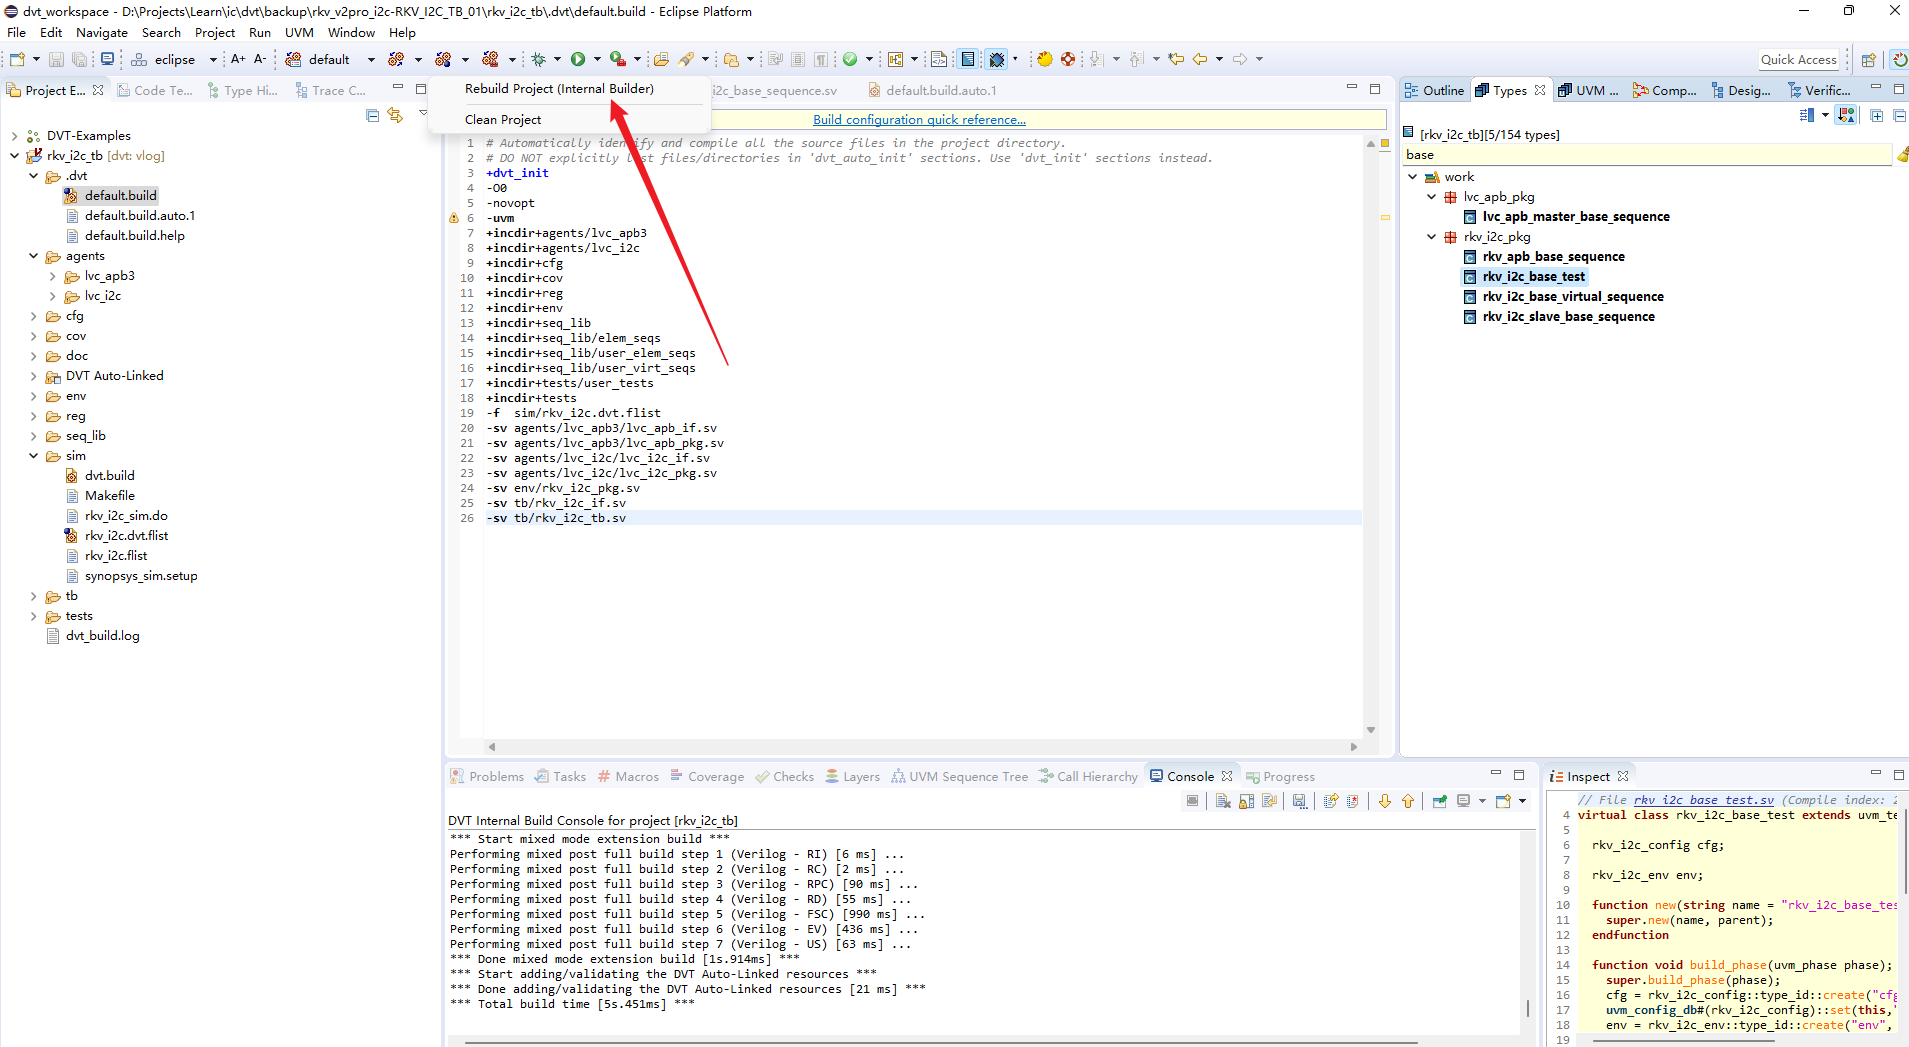 dvt_workspace - D:\Projects\Learn\ic\dvt\backup\rkv_v2pro_i2c-RKV_I2C_TB_01\rkv_i2c_tb\.dvt\default.build - Eclipse Platform
File Edit Navigate Search Project Run UVM Window Help
eclipse A+ A- default Quick Access
Project E... Code Te... Type Hi... Trace C...
Rebuild Project (Internal Builder)
Clean Project
i2c_base_sequence.sv default.build.auto.1
Build configuration quick reference...
DVT-Examples
rkv_i2c_tb [dvt: vlog]
.dvt
default.build
default.build.auto.1
default.build.help
agents
lvc_apb3
lvc_i2c
cfg
cov
doc
DVT Auto-Linked
env
reg
seq_lib
sim
dvt.build
Makefile
rkv_i2c_sim.do
rkv_i2c.dvt.flist
rkv_i2c.flist
synopsys_sim.setup
tb
tests
dvt_build.log
1 # Automatically identify and compile all the source files in the project directory.
2 # DO NOT explicitly list files/directories in 'dvt_auto_init' sections. Use 'dvt_init' sections instead.
3 +dvt_init
4 -O0
5 -novopt
6 -uvm
7 +incdir+agents/lvc_apb3
8 +incdir+agents/lvc_i2c
9 +incdir+cfg
10 +incdir+cov
11 +incdir+reg
12 +incdir+env
13 +incdir+seq_lib
14 +incdir+seq_lib/elem_seqs
15 +incdir+seq_lib/user_elem_seqs
16 +incdir+seq_lib/user_virt_seqs
17 +incdir+tests/user_tests
18 +incdir+tests
19 -f sim/rkv_i2c.dvt.flist
20 -sv agents/lvc_apb3/lvc_apb_if.sv
21 -sv agents/lvc_apb3/lvc_apb_pkg.sv
22 -sv agents/lvc_i2c/lvc_i2c_if.sv
23 -sv agents/lvc_i2c/lvc_i2c_pkg.sv
24 -sv env/rkv_i2c_pkg.sv
25 -sv tb/rkv_i2c_if.sv
26 -sv tb/rkv_i2c_tb.sv
Outline Types UVM ... Comp... Desig... Verific...
[rkv_i2c_tb][5/154 types]
base
work
lvc_apb_pkg
lvc_apb_master_base_sequence
rkv_i2c_pkg
rkv_apb_base_sequence
rkv_i2c_base_test
rkv_i2c_base_virtual_sequence
rkv_i2c_slave_base_sequence
Problems Tasks Macros Coverage Checks Layers UVM Sequence Tree Call Hierarchy Console Progress
DVT Internal Build Console for project [rkv_i2c_tb]
*** Start mixed mode extension build ***
Performing mixed post full build step 1 (Verilog - RI) [6 ms] ...
Performing mixed post full build step 2 (Verilog - RC) [2 ms] ...
Performing mixed post full build step 3 (Verilog - RPC) [90 ms] ...
Performing mixed post full build step 4 (Verilog - RD) [55 ms] ...
Performing mixed post full build step 5 (Verilog - FSC) [990 ms] ...
Performing mixed post full build step 6 (Verilog - EV) [436 ms] ...
Performing mixed post full build step 7 (Verilog - US) [63 ms] ...
*** Done mixed mode extension build [1s.914ms] ***
*** Start adding/validating the DVT Auto-Linked resources ***
*** Done adding/validating the DVT Auto-Linked resources [21 ms] ***
*** Total build time [5s.451ms] ***
Inspect
// File rkv_i2c_base_test.sv (Compile index: 2
4 virtual class rkv_i2c_base_test extends uvm_te
5
6 rkv_i2c_config cfg;
7
8 rkv_i2c_env env;
9
10 function new(string name = "rkv_i2c_base_tes
11 super.new(name, parent);
12 endfunction
13
14 function void build_phase(uvm_phase phase);
15 super.build_phase(phase);
16 cfg = rkv_i2c_config::type_id::create("cfg
17 uvm_config_db#(rkv_i2c_config)::set(this,"
18 env = rkv_i2c_env::type_id::create("env",
19